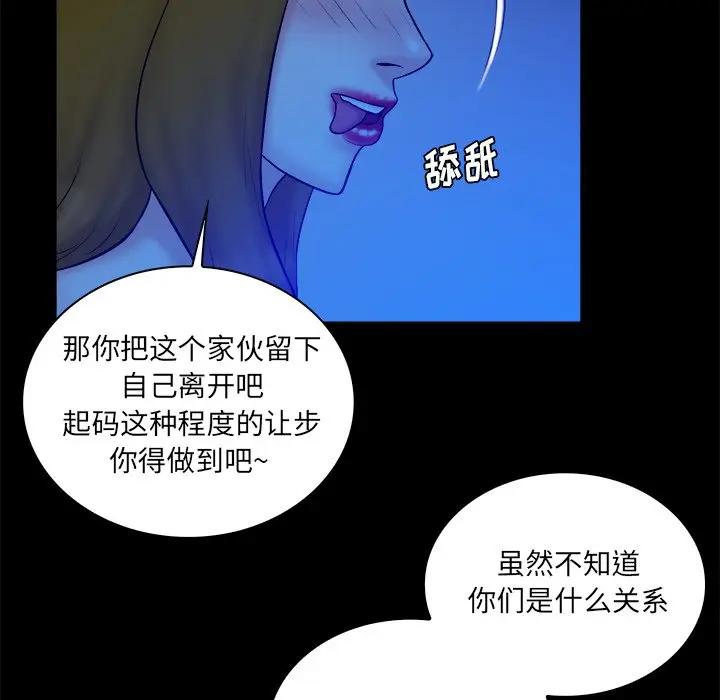 舔舐
那你把这个家伙留下
自己离开吧
起码这种程度的让步
你得做到吧~
虽然不知道
你们是什么关系